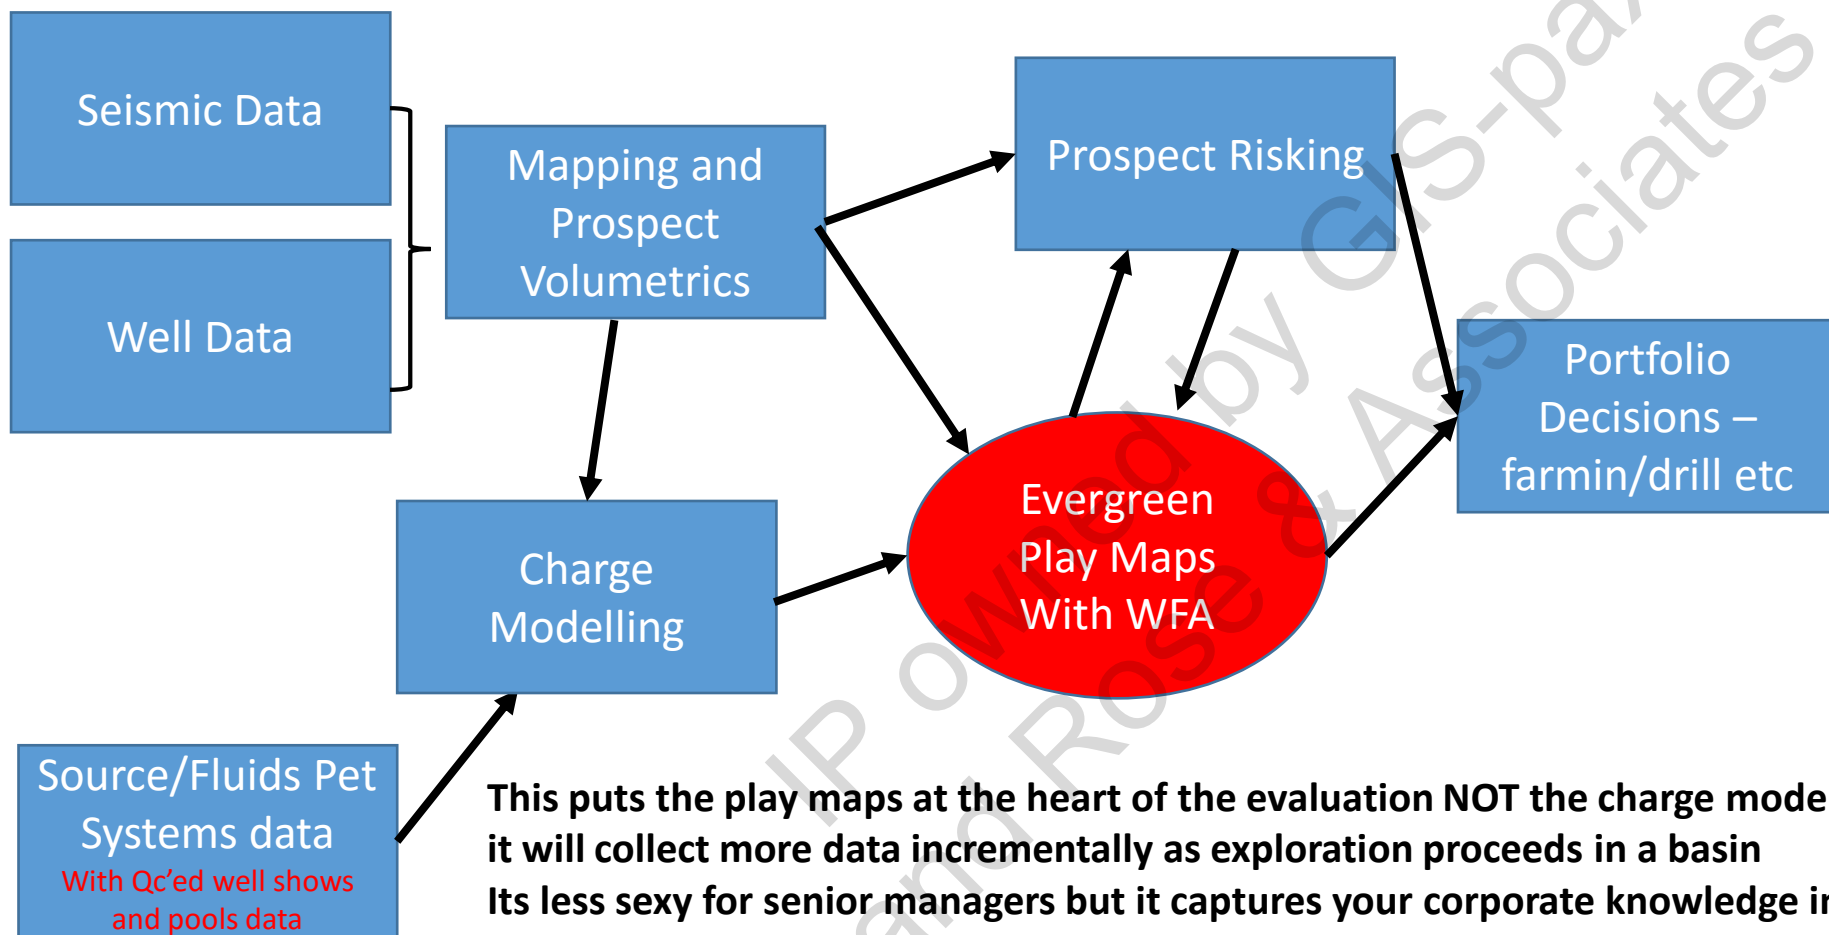 Seismic Data
Well Data
Mapping and
Prospect
Volumetrics
Prospect Risking
Portfolio
Decisions –
farmin/drill etc
Charge
Modelling
Evergreen
Play Maps
With WFA
Source/Fluids Pet
Systems data
With Qc'ed well shows
and pools data
This puts the play maps at the heart of the evaluation NOT the charge mode
it will collect more data incrementally as exploration proceeds in a basin
Its less sexy for senior managers but it captures your corporate knowledge in
IP owned by GIS-pax
and Rose & Associates